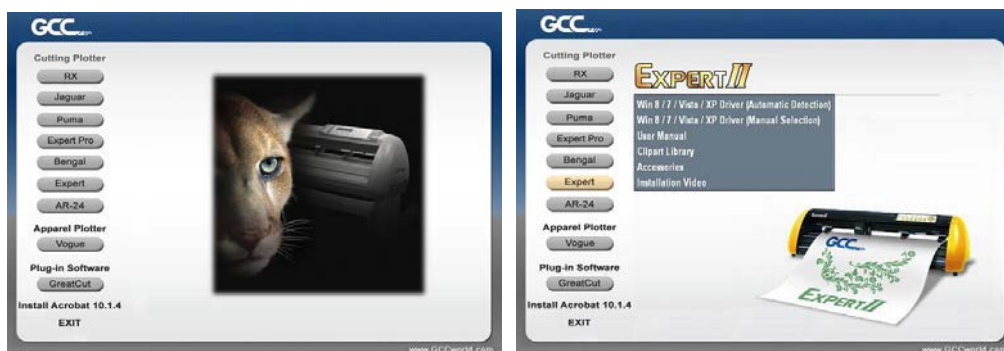 GCC
Cutting Plotter
RX
Jaguar
Puma
Expert Pro
Bengal
Expert
AR-24
Apparel Plotter
Vogue
Plug-in Software
GreatCut
Install Acrobat 10.1.4
EXIT
www.GCCworld.com
GCC
Cutting Plotter
RX
Jaguar
Puma
Expert Pro
Bengal
Expert
AR-24
Apparel Plotter
Vogue
Plug-in Software
GreatCut
Install Acrobat 10.1.4
EXIT
EXPERT II
Win 8 / 7 / Vista / XP Driver (Automatic Detection)
Win 8 / 7 / Vista / XP Driver (Manual Selection)
User Manual
Clipart Library
Accessories
Installation Video
GCC
EXPERT II
www.GCCworld.com